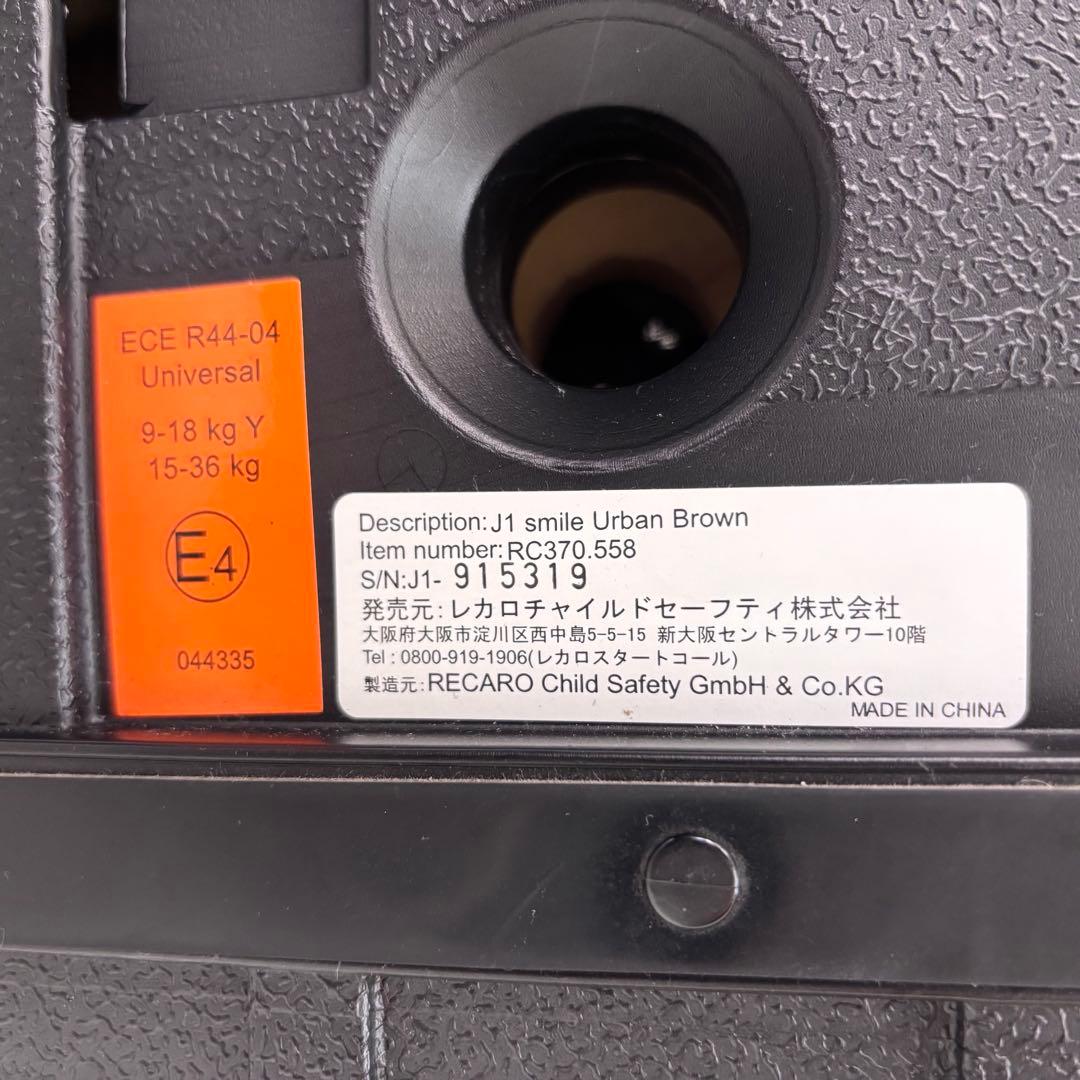 ECE R44-04
Universal
9-18 kg Y
15-36 kg
E4
044335
Description: J1 smile Urban Brown
Item number: RC370.558
S/N:J1- 915319
発売元: レカロチャイルドセーフティ株式会社
大阪府大阪市淀川区西中島5-5-15 新大阪セントラルタワー10階
Tel : 0800-919-1906(レカロスタートコール)
製造元: RECARO Child Safety GmbH & Co.KG
MADE IN CHINA